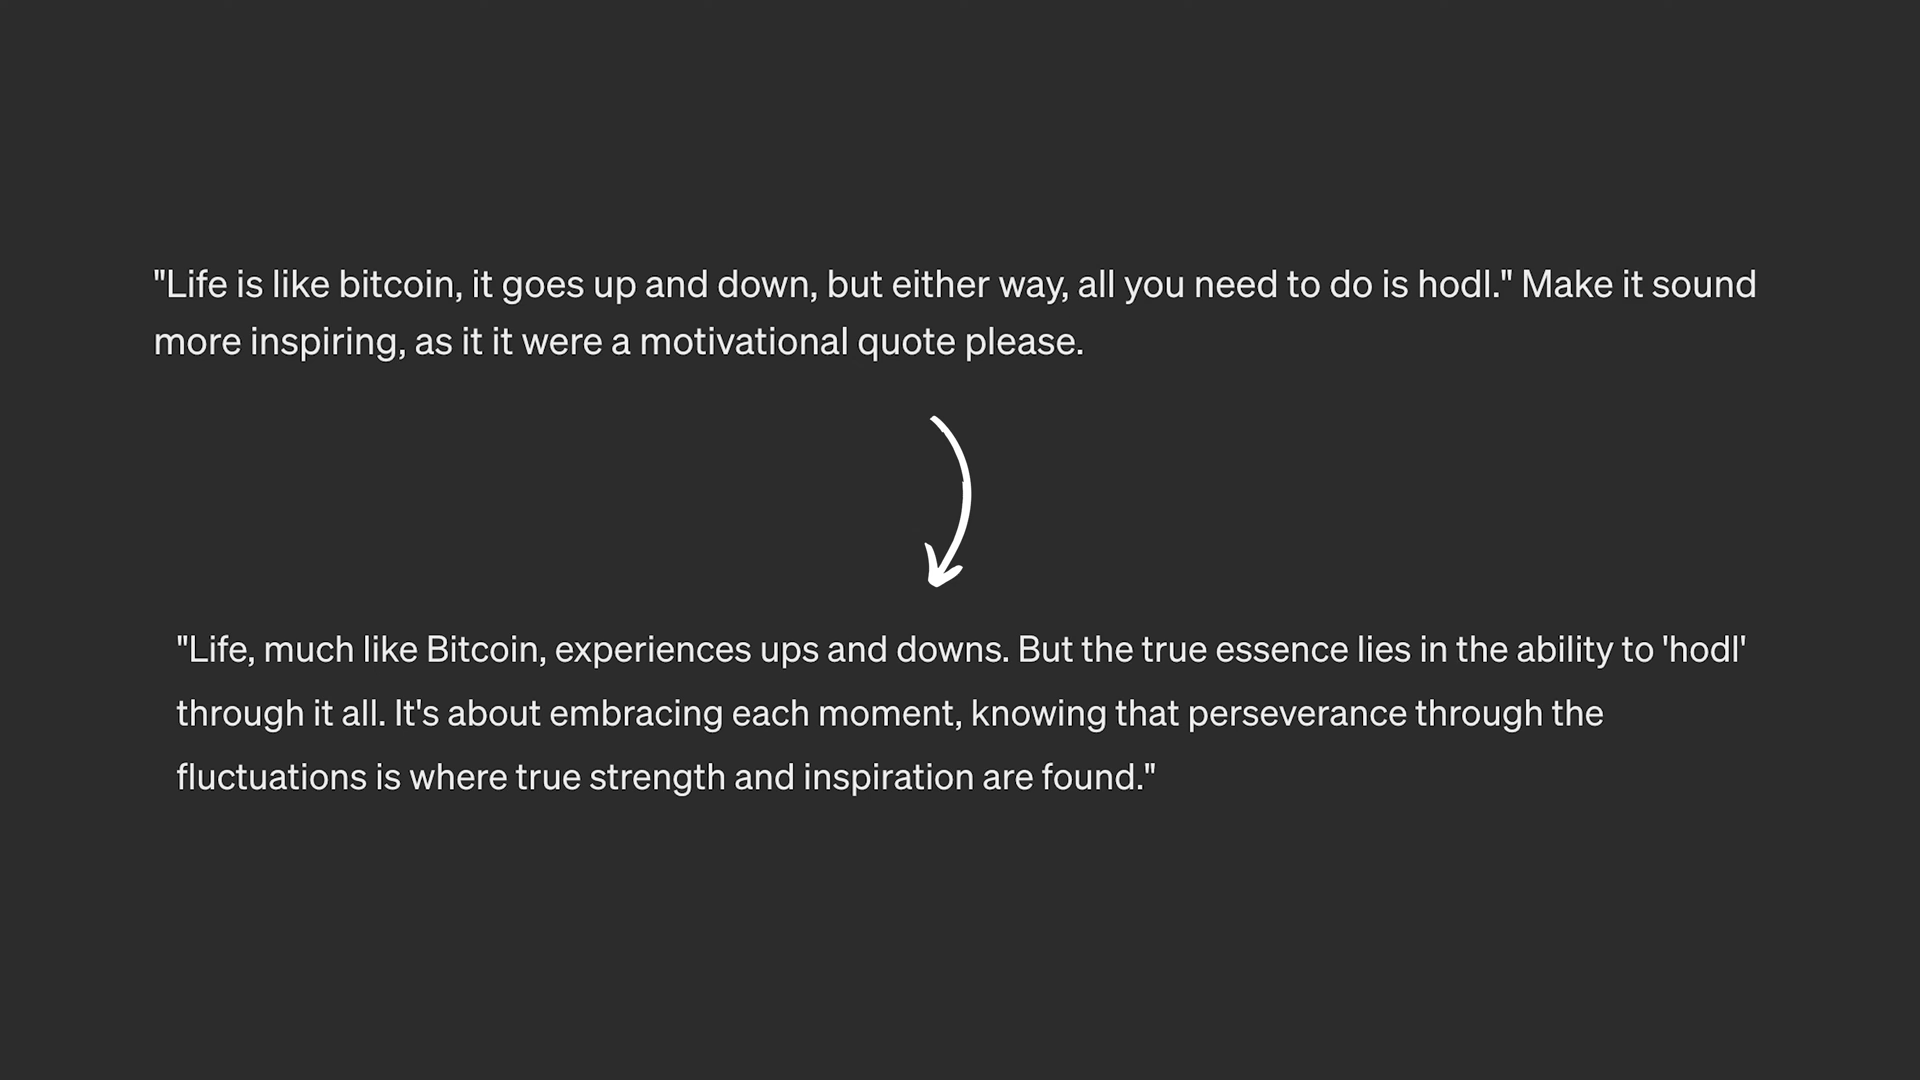 "Life is like bitcoin, it goes up and down, but either way, all you need to do is hodl." Make it sound
more inspiring, as it it were a motivational quote please.
"Life, much like Bitcoin, experiences ups and downs. But the true essence lies in the ability to 'hodl'
through it all. It's about embracing each moment, knowing that perseverance through the
fluctuations is where true strength and inspiration are found."